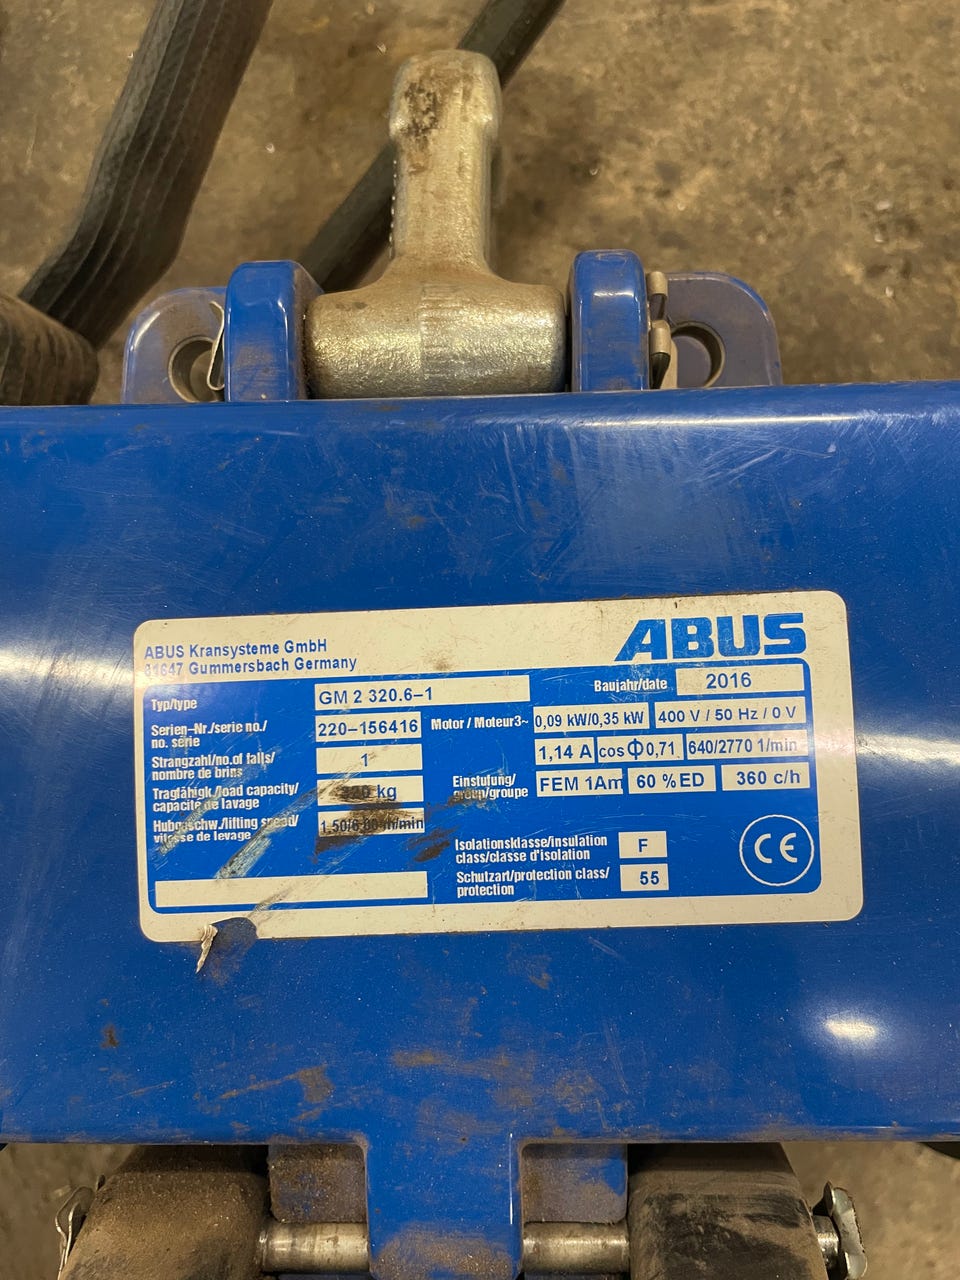 ABUS Kransysteme GmbH
ABUS
Gummersbach Germany
Typ/type GM 2 320.6-1 Baujahr/date 2016
Serien-Nr./serie no./
no. série 220-156416 Motor / Moteur3~ 0,09 kW/0,35 kW 400 V / 50 Hz / 0 V
Strangzahl/no.of falls/
nombre de brins 1 1,14 A cosΦ0,71 640/2770 1/min
Tragfähigk./load capacity/
capacité de lavage kg Einstulung/
group/groupe FEM 1Am 60 %ED 360 c/h
Hubgeschw./lifting speed/
vitesse de levage m/min
Isolationsklasse/insulation
class/classe d'isolation F
Schutzart/protection class/
protection 55
CE